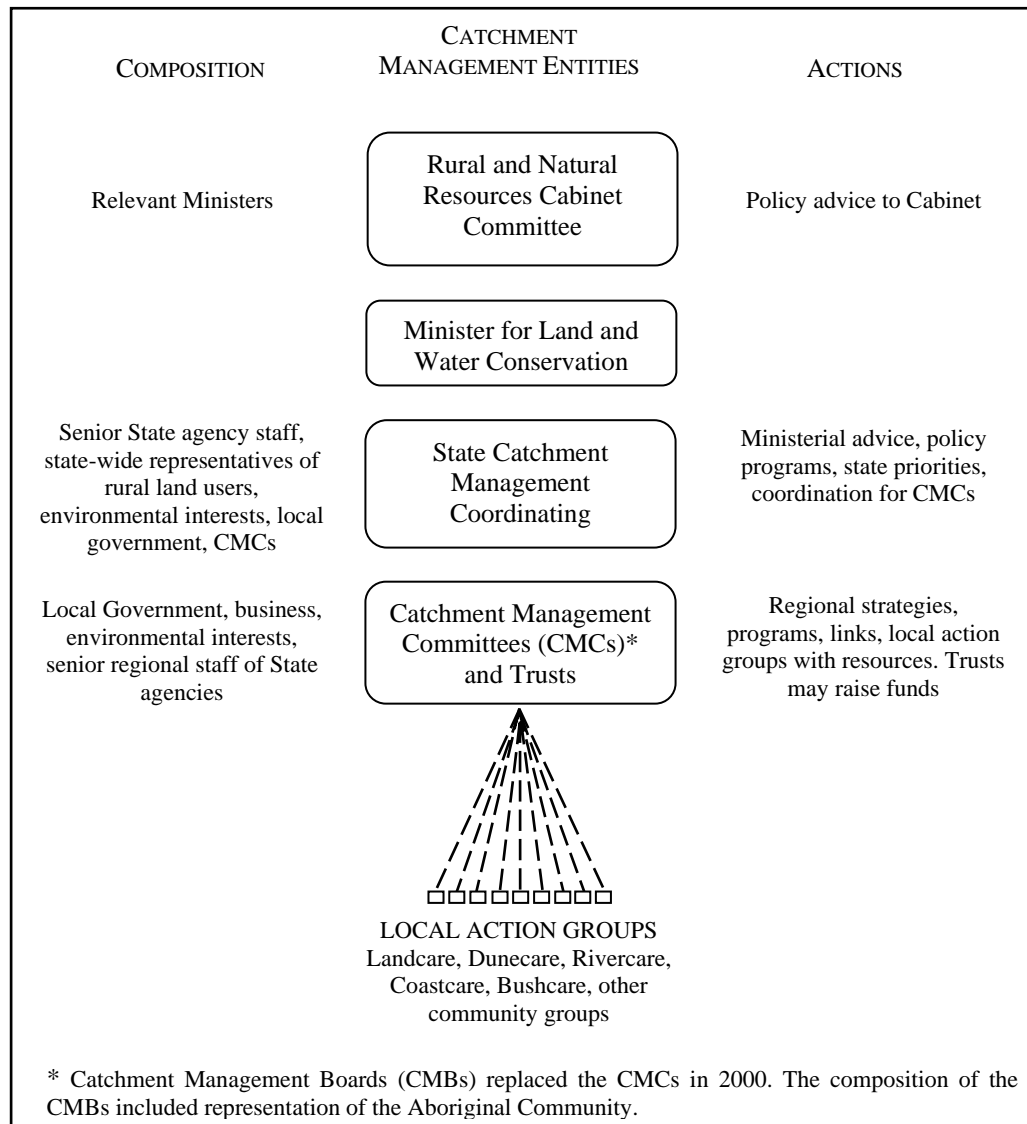 COMPOSITION
CATCHMENT
MANAGEMENT ENTITIES
ACTIONS
Relevant Ministers
Rural and Natural
Resources Cabinet
Committee
Policy advice to Cabinet
Minister for Land and
Water Conservation
Senior State agency staff,
state-wide representatives of
rural land users,
environmental interests, local
government, CMCs
State Catchment
Management
Coordinating
Ministerial advice, policy
programs, state priorities,
coordination for CMCs
Local Government, business,
environmental interests,
senior regional staff of State
agencies
Catchment Management
Committees (CMCs)*
and Trusts
Regional strategies,
programs, links, local action
groups with resources. Trusts
may raise funds
LOCAL ACTION GROUPS
Landcare, Dunecare, Rivercare,
Coastcare, Bushcare, other
community groups
* Catchment Management Boards (CMBs) replaced the CMCs in 2000. The composition of the
CMBs included representation of the Aboriginal Community.